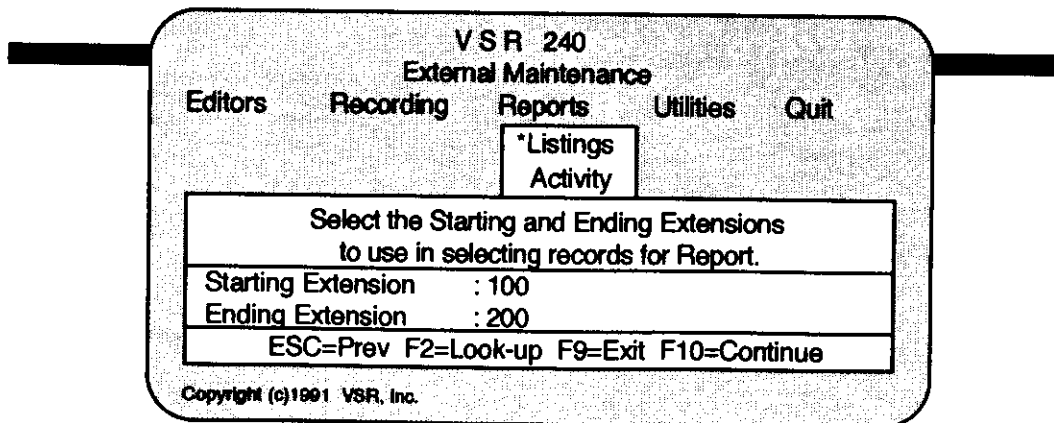 V S R 240
External Maintenance
Editors Recording Reports Utilities Quit
*Listings
Activity
Select the Starting and Ending Extensions
to use in selecting records for Report.
Starting Extension : 100
Ending Extension : 200
ESC=Prev F2=Look-up F9=Exit F10=Continue
Copyright (c)1991 VSR, Inc.